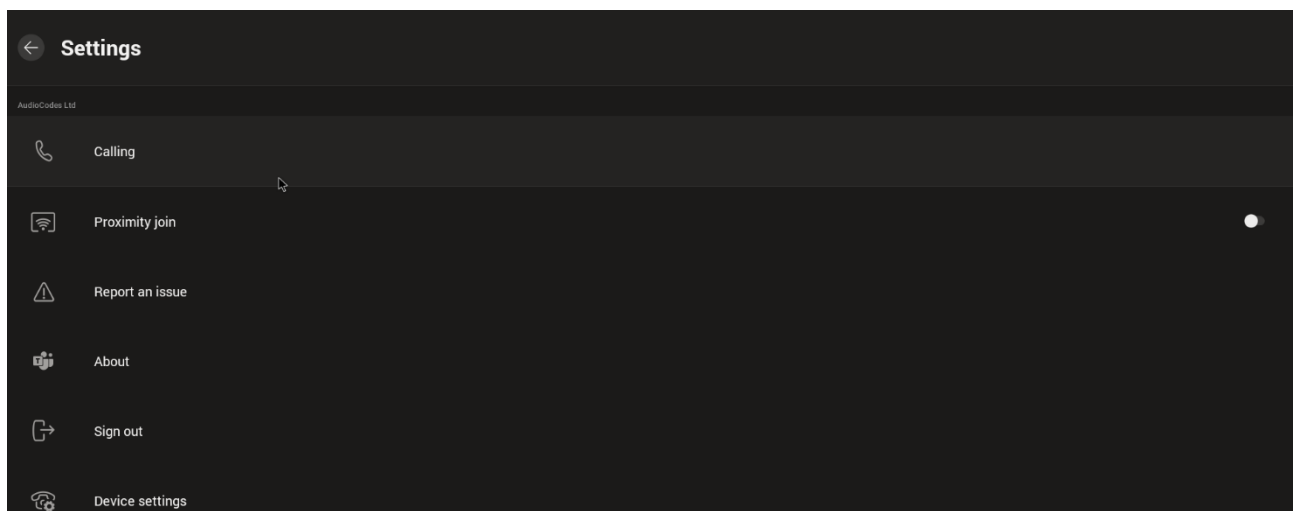 Settings
AudioCodes Ltd
Calling
Proximity join
Report an issue
About
Sign out
Device settings